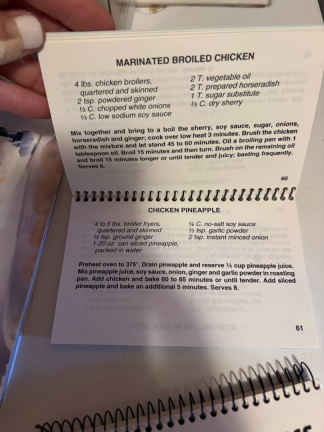 MARINATED BROILED CHICKEN
4 lbs. chicken broilers,
quartered and skinned
2 tsp. powdered ginger
½ C. chopped white onions
½ C. low sodium soy sauce
2 T. vegetable oil
2 T. prepared horseradish
1 T. sugar substitute
¾ C. dry sherry
Mix together and bring to a boil the sherry, soy sauce, sugar, onions,
horseradish and ginger; cook over low heat 3 minutes. Brush the chicken
with the mixture and let stand 45 to 60 minutes. Oil a broiling pan with 1
tablespoon oil. Broil 15 minutes and then turn. Brush on the remaining oil
and broil 15 minutes longer or until tender and juicy; basting frequently.
Serves 6.
60
CHICKEN PINEAPPLE
4 to 5 lbs. broiler fryers,
quartered and skinned
½ tsp. ground ginger
1-20 oz. can sliced pineapple,
packed in water
¼ C. no-salt soy sauce
½ tsp. garlic powder
2 tsp. instant minced onion
Preheat oven to 375°. Drain pineapple and reserve ½ cup pineapple juice.
Mix pineapple juice, soy sauce, onion, ginger and garlic powder in roasting
pan. Add chicken and bake 60 to 65 minutes or until tender. Add sliced
pineapple and bake an additional 5 minutes. Serves 8.
61